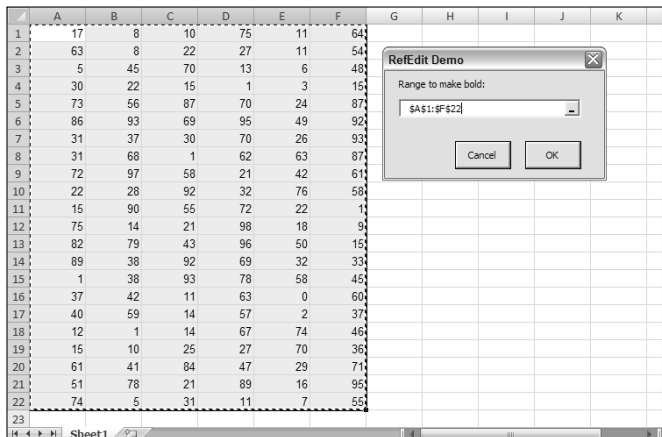 A B C D E F G H I J K
1 17 8 10 75 11 64
2 63 8 22 27 11 54
3 5 45 70 13 6 48
4 30 22 15 1 3 15
5 73 56 87 70 24 87
6 86 93 69 95 49 92
7 31 37 30 70 26 93
8 31 68 1 62 63 87
9 72 97 58 21 42 61
10 22 28 92 32 76 58
11 15 90 55 72 22 1
12 75 14 21 98 18 9
13 82 79 43 96 50 15
14 89 38 92 69 32 33
15 1 38 93 78 58 45
16 37 42 11 63 0 60
17 40 59 14 57 2 37
18 12 1 14 67 74 46
19 15 10 25 27 70 36
20 61 41 84 47 29 71
21 51 78 21 89 16 95
22 74 5 31 11 7 55
23
Sheet1
RefEdit Demo
Range to make bold:
$A$1:$F$22
Cancel OK